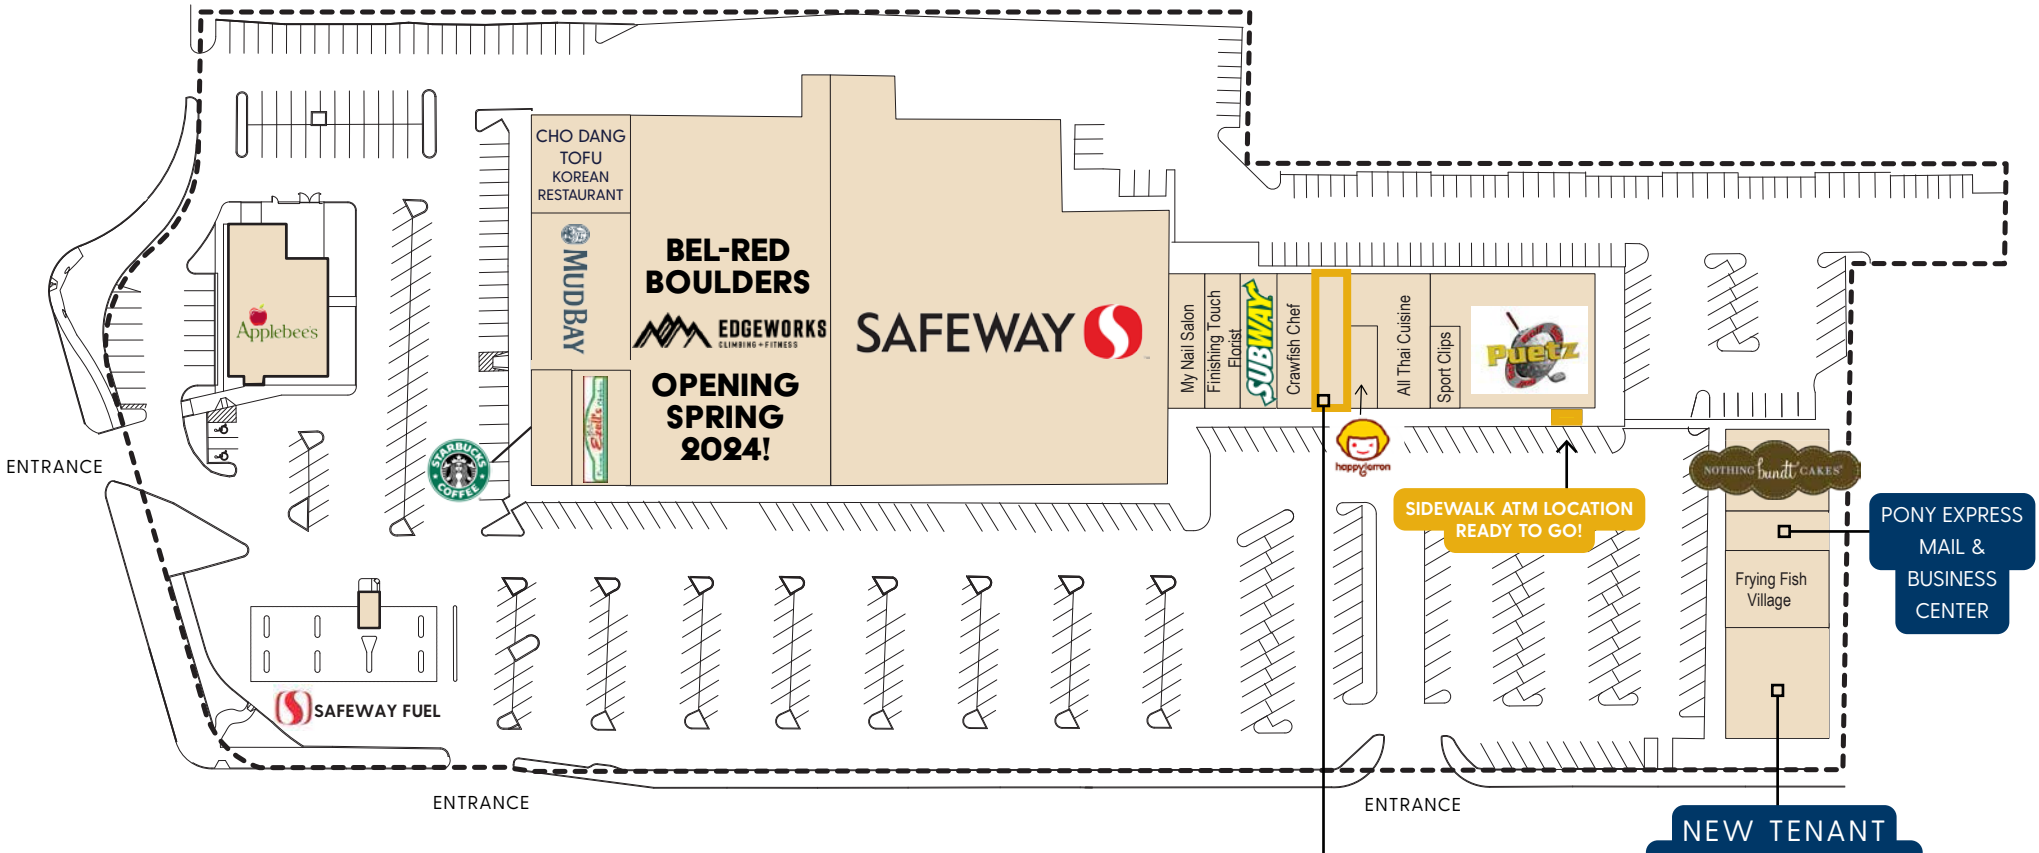 CHO DANG
TOFU
KOREAN
RESTAURANT
MUDBAY
BEL-RED
BOULDERS
EDGEWORKS
CLIMBING + FITNESS
OPENING
SPRING
2024!
SAFEWAY
Applebee's
STARBUCKS
COFFEE
Ezell's
My Nail Salon
Finishing Touch
Florist
SUBWAY
Crawfish Chef
happylemon
All Thai Cuisine
Sport Clips
Puetz
SIDEWALK ATM LOCATION
READY TO GO!
NOTHING bundt CAKES
PONY EXPRESS
MAIL &
BUSINESS
CENTER
Frying Fish
Village
ENTRANCE
SAFEWAY FUEL
ENTRANCE
ENTRANCE
NEW TENANT